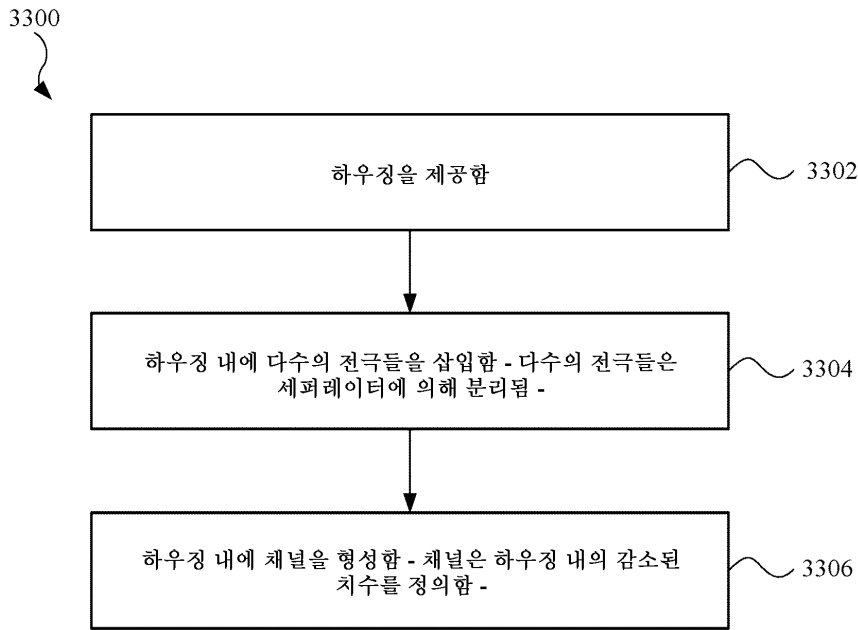 3300
하우징을 제공함
3302
하우징 내에 다수의 전극들을 삽입함 - 다수의 전극들은
세퍼레이터에 의해 분리됨 -
3304
하우징 내에 채널을 형성함 - 채널은 하우징 내의 감소된
치수를 정의함 -
3306